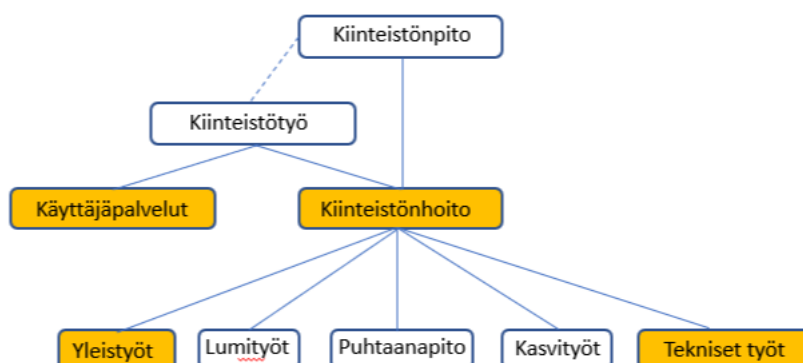 Kiinteistönpito
Kiinteistötyö
Käyttäjäpalvelut
Kiinteistönhoito
Yleistyöt
Lumityöt
Puhtaanapito
Kasvityöt
Tekniset työt